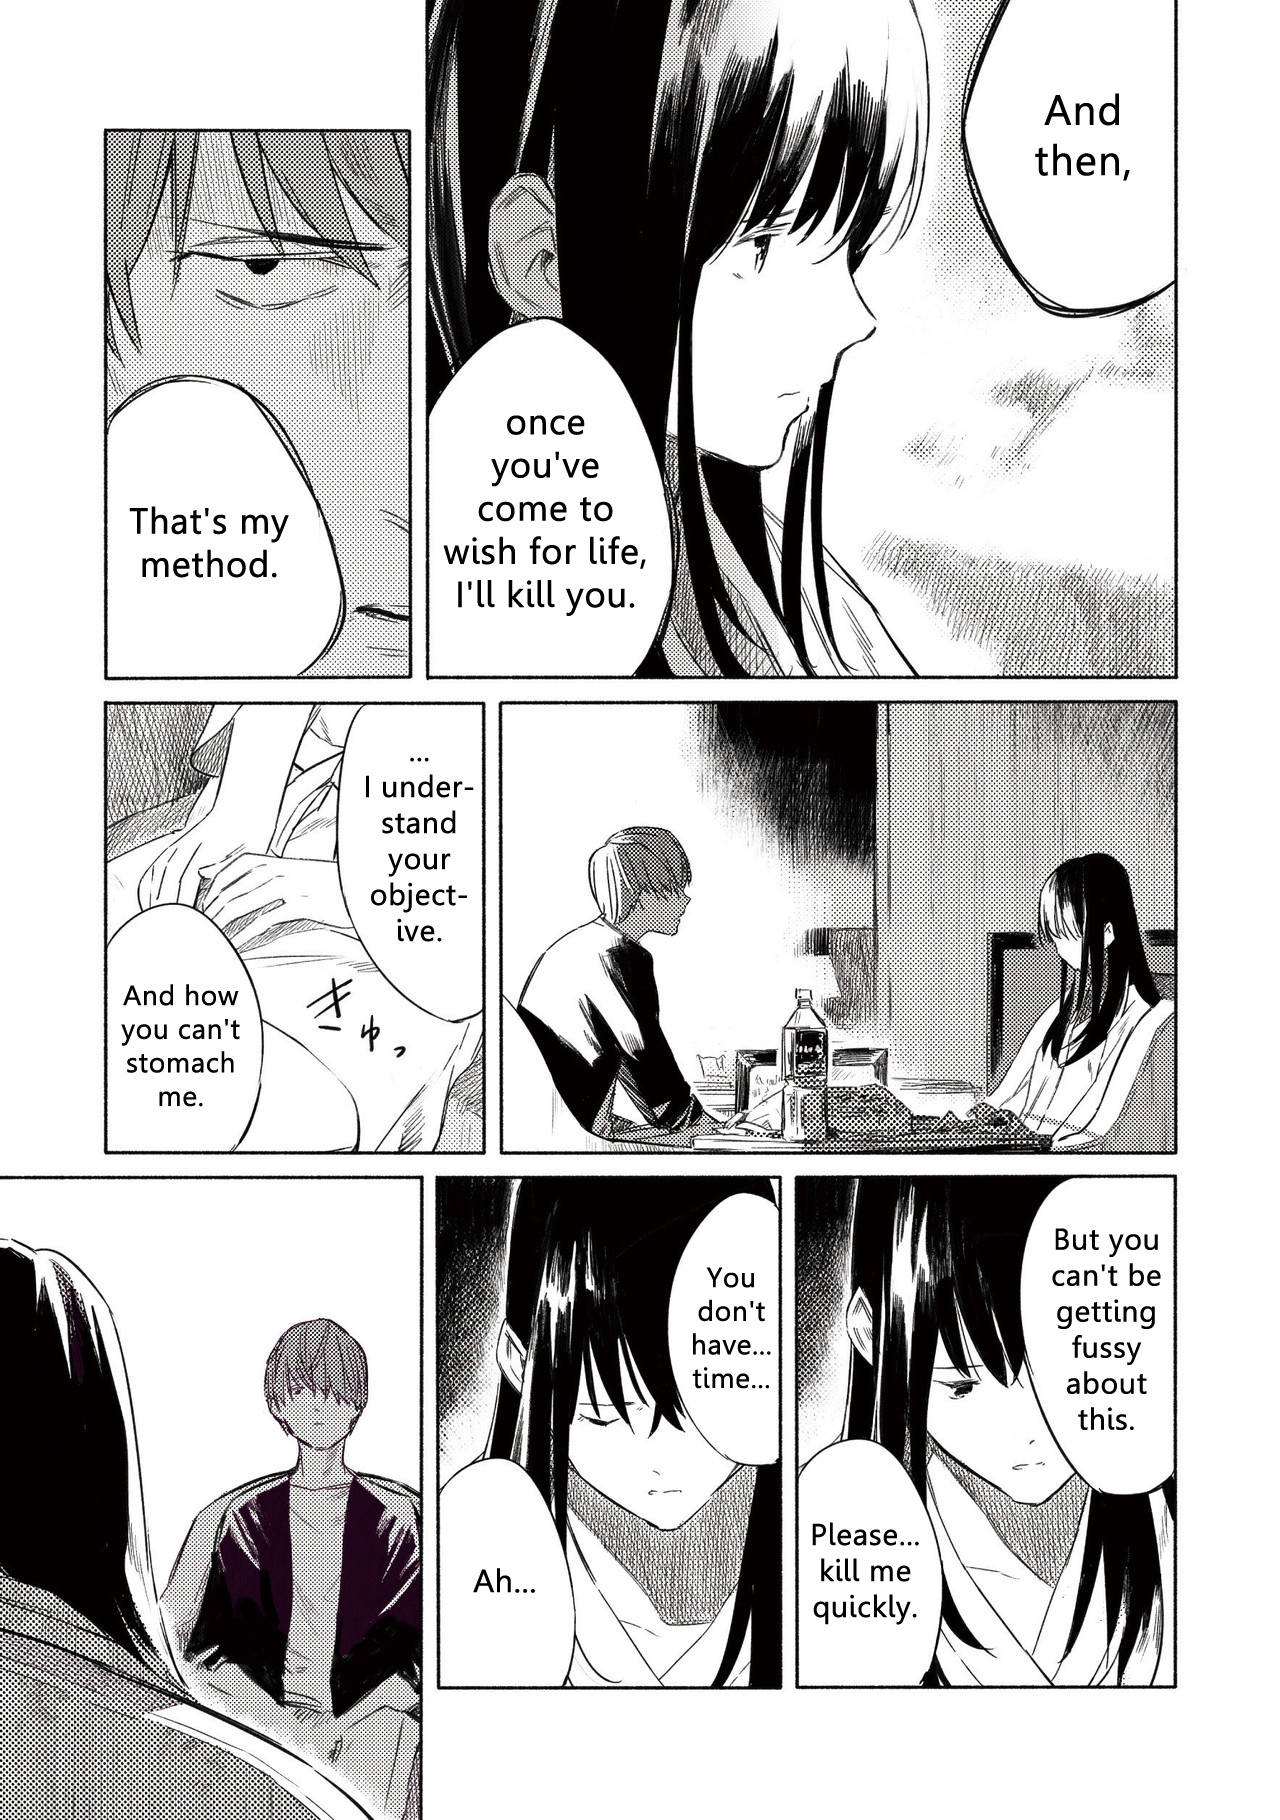 And
then,
once
you've
come to
wish for life,
I'll kill you.
That's my
method.
...
I under-
stand
your
object-
ive.
And how
you can't
stomach
me.
ぎゅっ
But you
can't be
getting
fussy
about
this.
Please...
kill me
quickly.
You
don't
have...
time...
Ah...